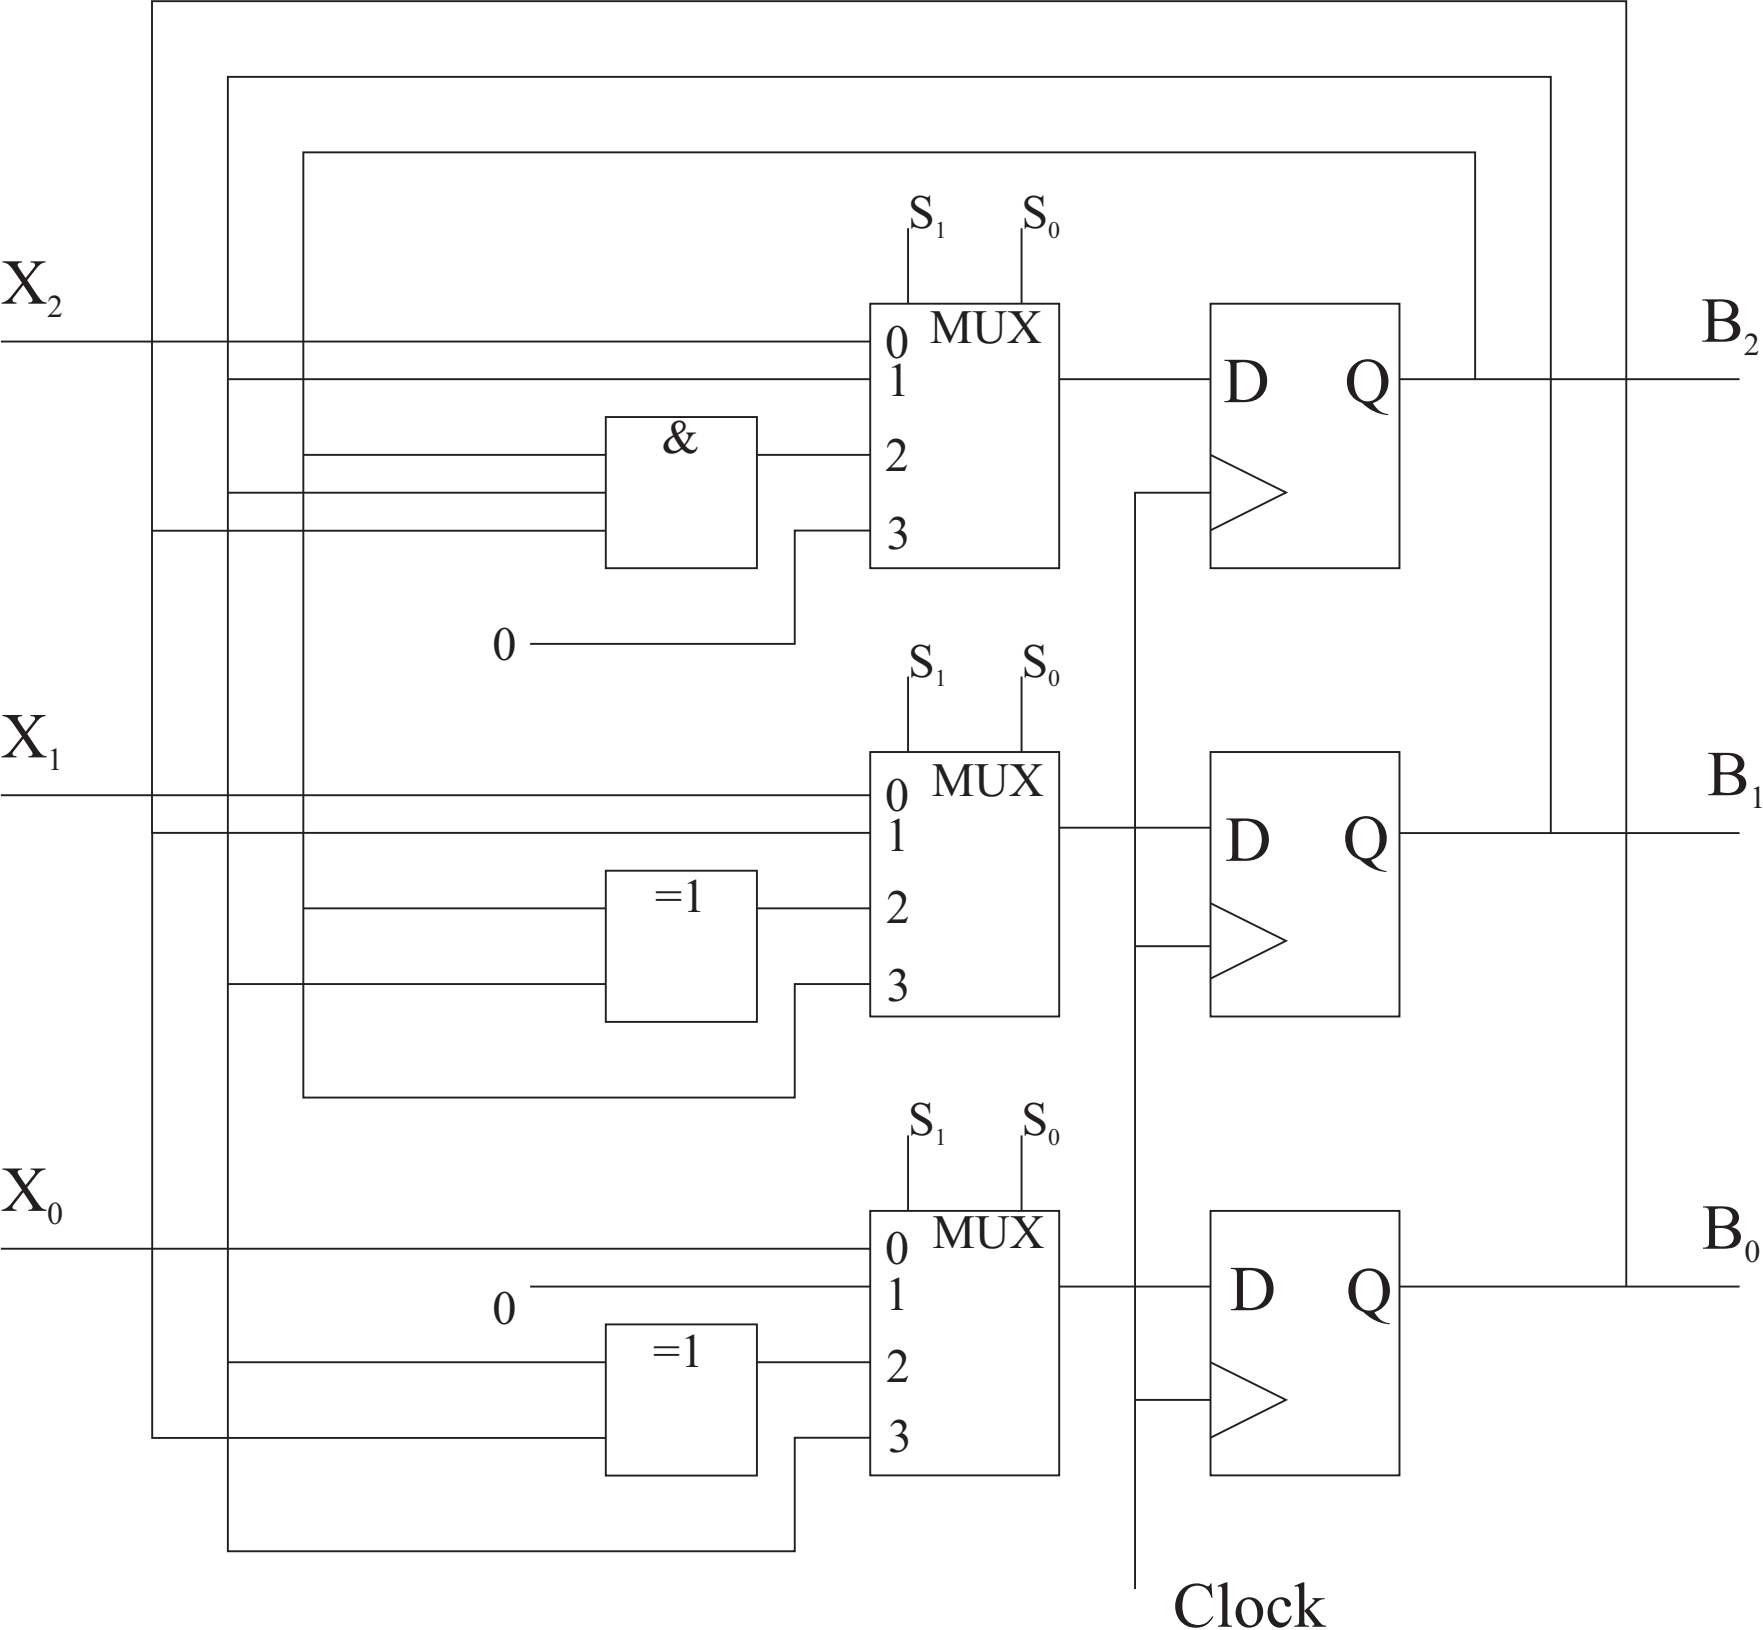 S₁ S₀
X₂ B₂
0 MUX
1 D Q
& 2
3
0
S₁ S₀
X₁ B₁
0 MUX
1 D Q
=1 2
3
S₁ S₀
X₀ B₀
0 MUX
0 1 D Q
=1 2
3
Clock